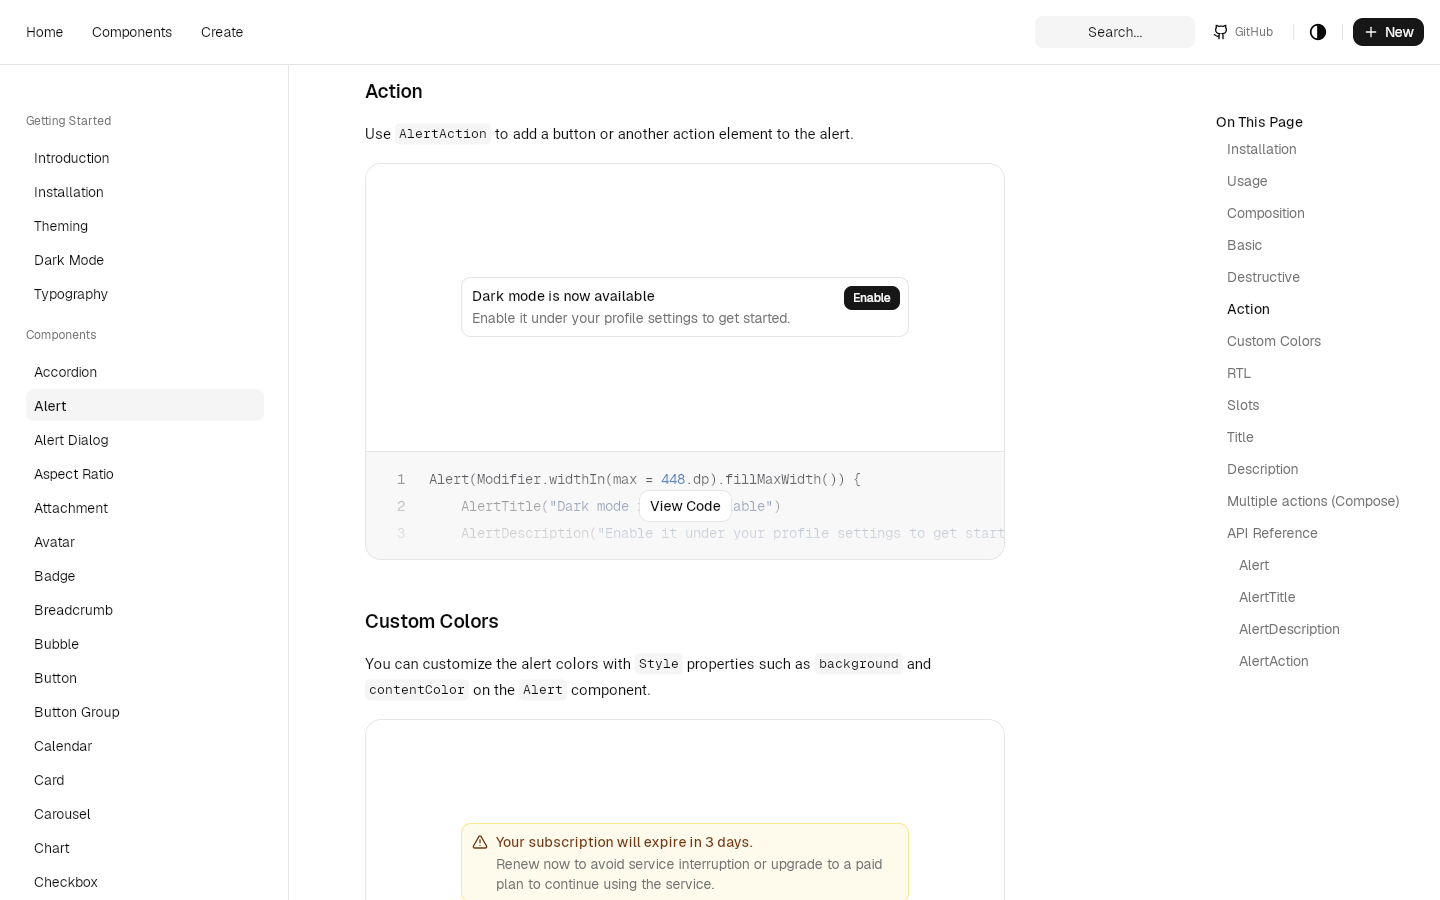 Home Components Create Search... GitHub New
Getting Started
Introduction
Installation
Theming
Dark Mode
Typography
Components
Accordion
Alert
Alert Dialog
Aspect Ratio
Attachment
Avatar
Badge
Breadcrumb
Bubble
Button
Button Group
Calendar
Card
Carousel
Chart
Checkbox
Action
Use AlertAction to add a button or another action element to the alert.
Dark mode is now available
Enable
Enable it under your profile settings to get started.
1 Alert(Modifier.widthIn(max = 448.dp).fillMaxWidth()) {
2 AlertTitle("Dark mode able")
View Code
3 AlertDescription("Enable it under your profile settings to get start
Custom Colors
You can customize the alert colors with Style properties such as background and
contentColor on the Alert component.
Your subscription will expire in 3 days.
Renew now to avoid service interruption or upgrade to a paid
plan to continue using the service.
On This Page
Installation
Usage
Composition
Basic
Destructive
Action
Custom Colors
RTL
Slots
Title
Description
Multiple actions (Compose)
API Reference
Alert
AlertTitle
AlertDescription
AlertAction